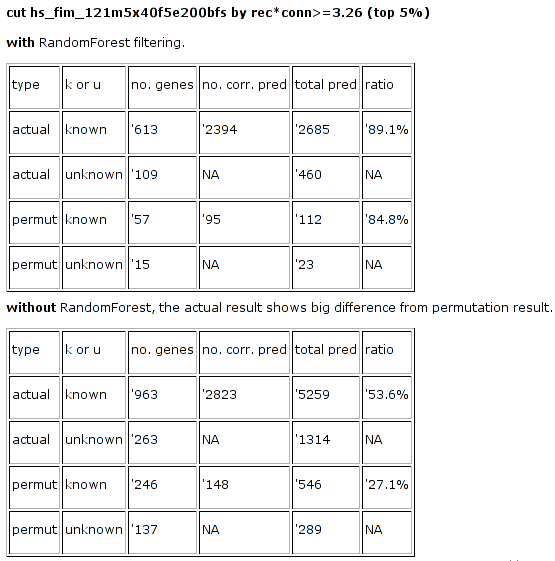 cut hs_fim_121m5x40f5e200bfs by rec*conn>=3.26 (top 5%)
with RandomForest filtering.
type k or u no. genes no. corr. pred total pred ratio
actual known '613 '2394 '2685 '89.1%
actual unknown '109 NA '460 NA
permut known '57 '95 '112 '84.8%
permut unknown '15 NA '23 NA
without RandomForest, the actual result shows big difference from permutation result.
type k or u no. genes no. corr. pred total pred ratio
actual known '963 '2823 '5259 '53.6%
actual unknown '263 NA '1314 NA
permut known '246 '148 '546 '27.1%
permut unknown '137 NA '289 NA